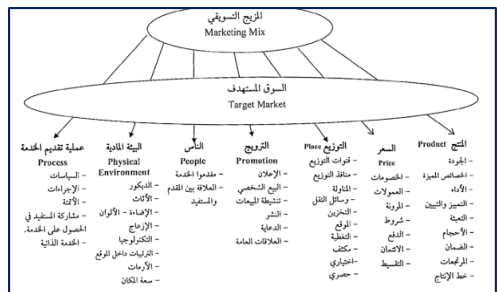 المزيج التسويقي
Marketing Mix
السوق المستهدف
Target Market
المنتج Product
- الجودة
- الخصائص المميزة
- الأداء
- التمييز والتبيين
- التعبئة
- الأحجام
- الضمان
- المرتجعات
- خط الإنتاج
السعر
Price
- الخصومات
- العمولات
- المرونة
- شروط
الدفع
- الائتمان
- التقسيط
التوزيع Place
- قنوات التوزيع
- منافذ التوزيع
- المناولة
- وسائل النقل
- التخزين
- الموقع
- التغطية
- مكثف
- اختياري
- حصري
الترويج
Promotion
- الإعلان
- البيع الشخصي
- تنشيط المبيعات
- النشر
- الدعاية
- العلاقات العامة
الناس
People
- مقدموا الخدمة
- العلاقة بين المقدم
والمستفيد
البيئة المادية
Physical
Environment
- الديكور
- الأثاث
- الإضاءة - الألوان
- الإزعاج
- التكنولوجيا
- الترتيبات داخل الموقع
- الأرمات
- سعة المكان
عملية تقديم الخدمة
Process
- السياسات
- الإجراءات
- الأتمتة
- مشاركة المستفيد في
الحصول على الخدمة.
- الخدمة الذاتية